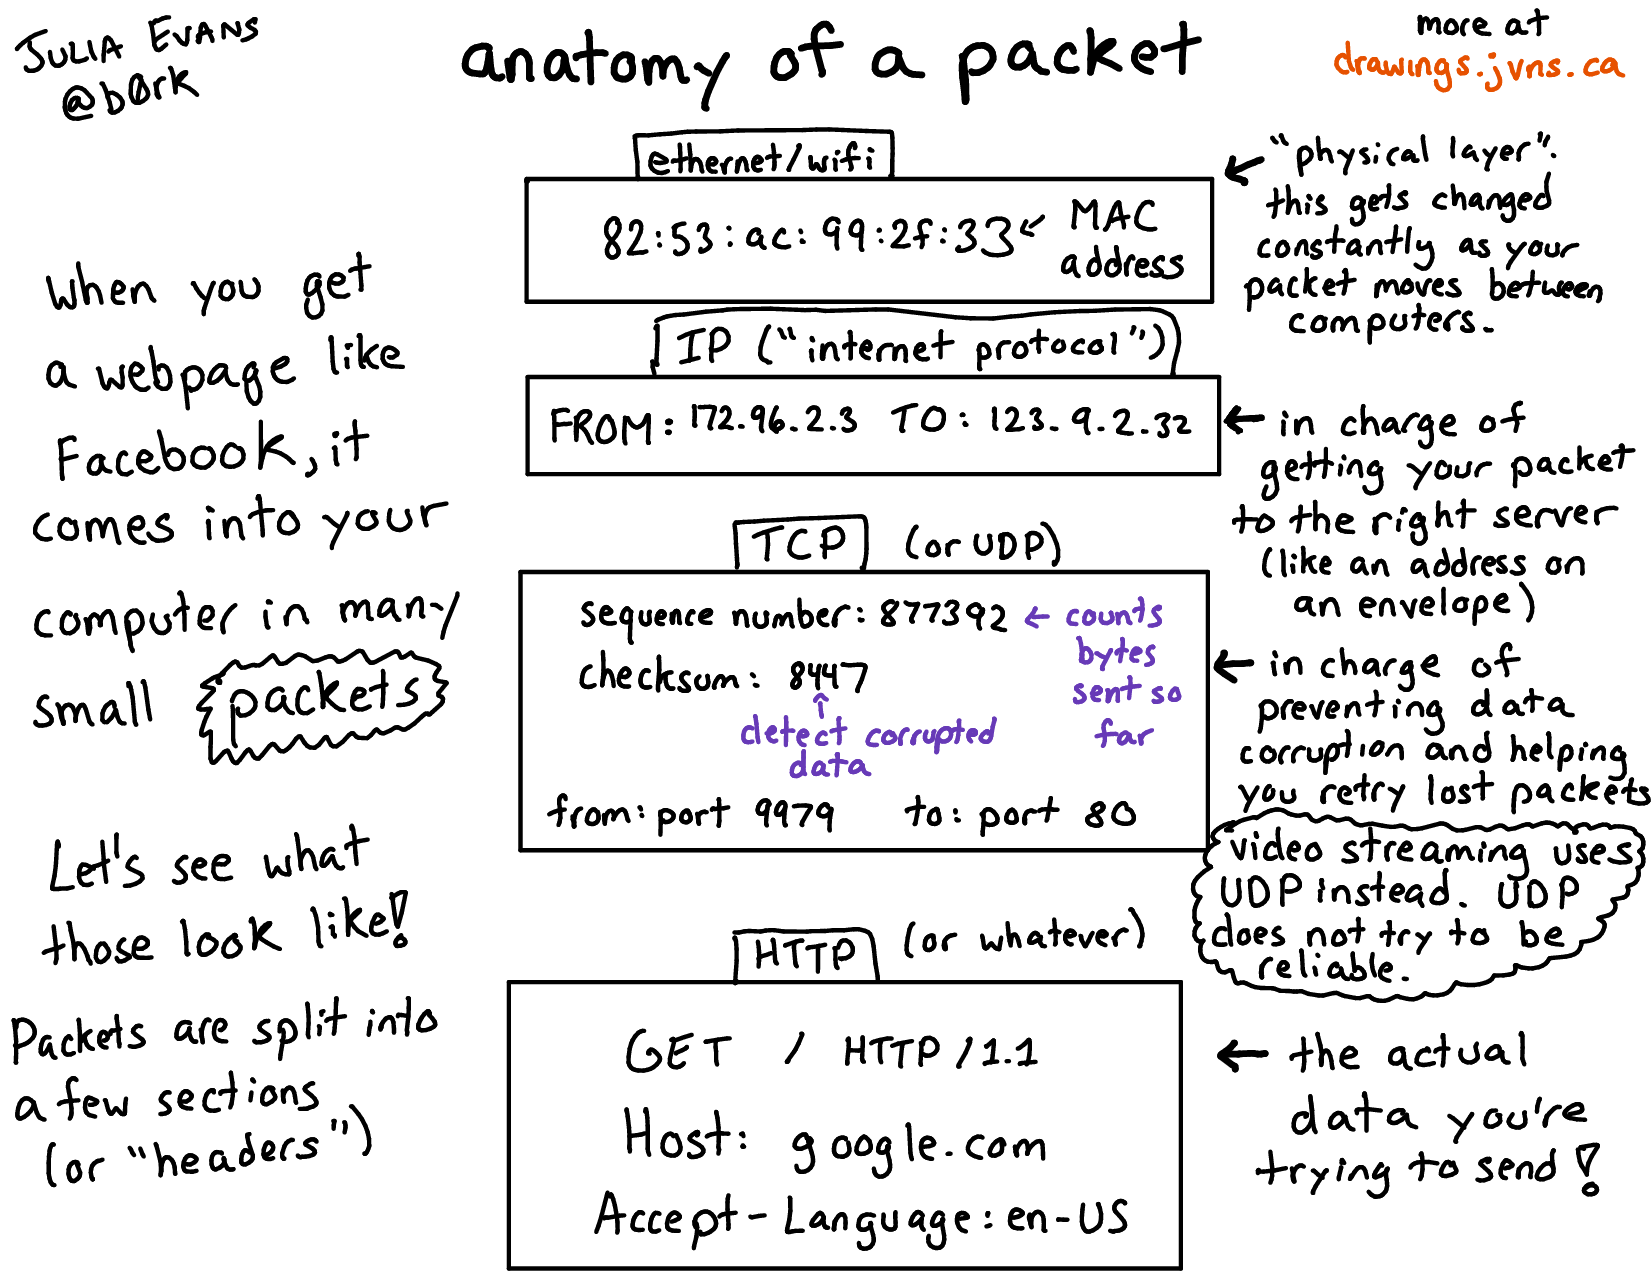 JULIA EVANS
@b0rk
anatomy of a packet
more at
drawings.jvns.ca
When you get
a webpage like
Facebook, it
comes into your
computer in many
small packets
Let's see what
those look like!
Packets are split into
a few sections
(or "headers")
ethernet/wifi
82:53:ac:99:2f:33 ← MAC
address
← "physical layer".
this gets changed
constantly as your
packet moves between
computers.
IP ("internet protocol")
FROM: 172.96.2.3 TO: 123.9.2.32
← in charge of
getting your packet
to the right server
(like an address on
an envelope)
TCP (or UDP)
sequence number: 877392 ← counts
bytes
sent so
far
checksum: 8447
↑
detect corrupted
data
from: port 9979 to: port 80
← in charge of
preventing data
corruption and helping
you retry lost packets
video streaming uses
UDP instead. UDP
does not try to be
reliable.
HTTP (or whatever)
GET / HTTP/1.1
Host: google.com
Accept-Language: en-US
← the actual
data you're
trying to send!